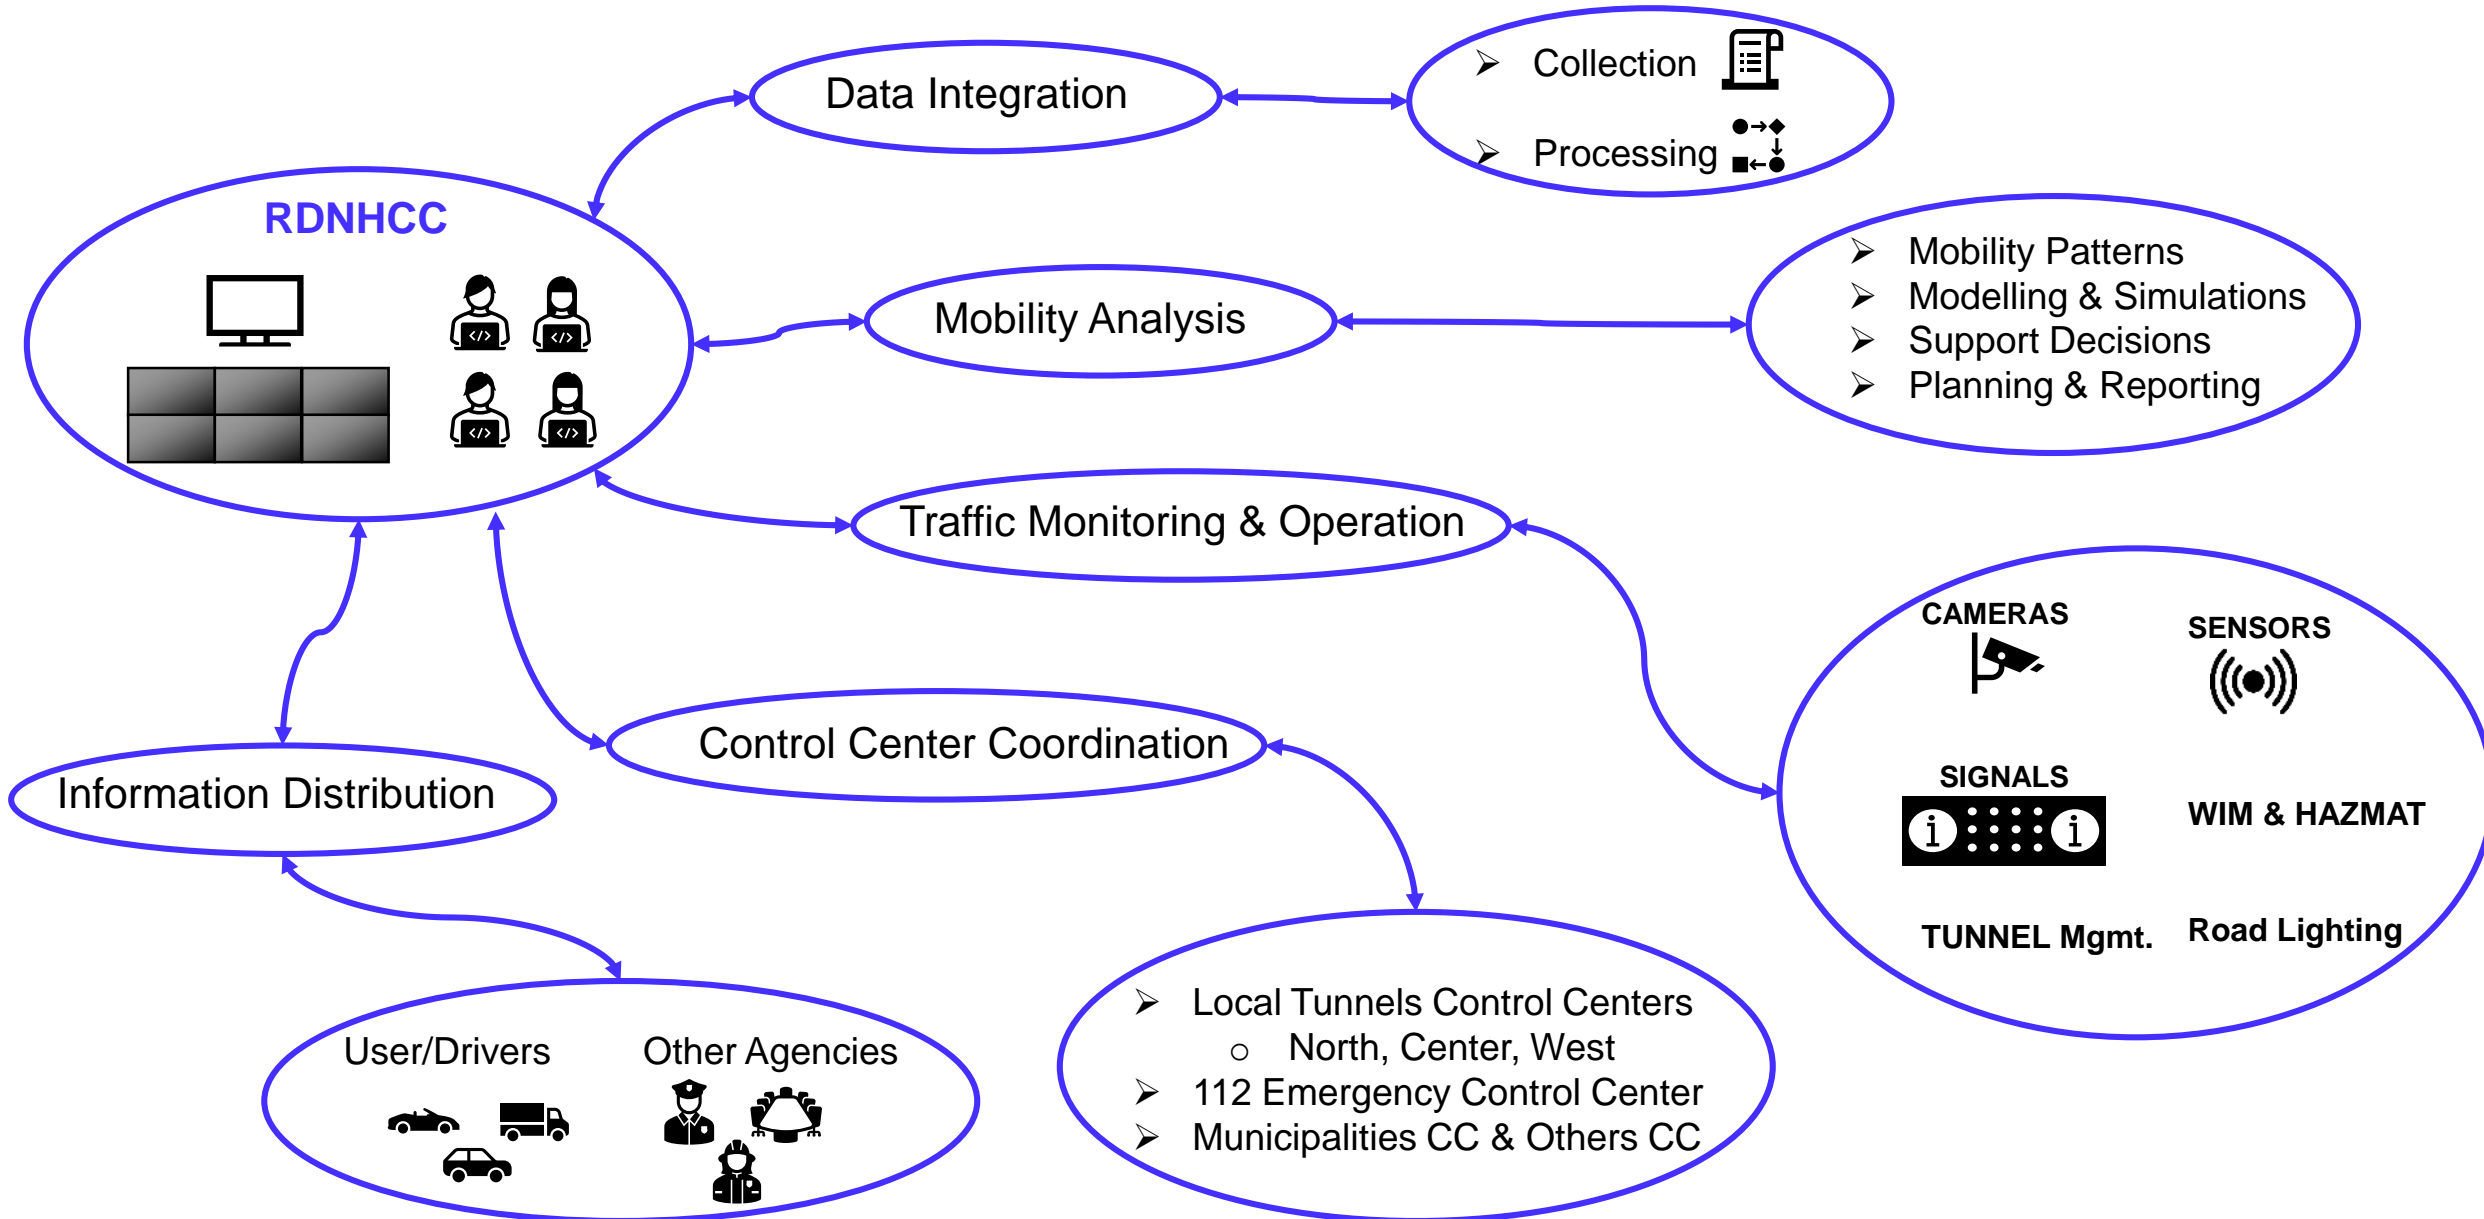 Data Integration
➢ Collection
➢ Processing
RDNHCC
</>
</>
</>
</>
Mobility Analysis
➢ Mobility Patterns
➢ Modelling & Simulations
➢ Support Decisions
➢ Planning & Reporting
Traffic Monitoring & Operation
CAMERAS
SENSORS
SIGNALS
i i
WIM & HAZMAT
TUNNEL Mgmt.
Road Lighting
Control Center Coordination
➢ Local Tunnels Control Centers
o North, Center, West
➢ 112 Emergency Control Center
➢ Municipalities CC & Others CC
Information Distribution
User/Drivers
Other Agencies